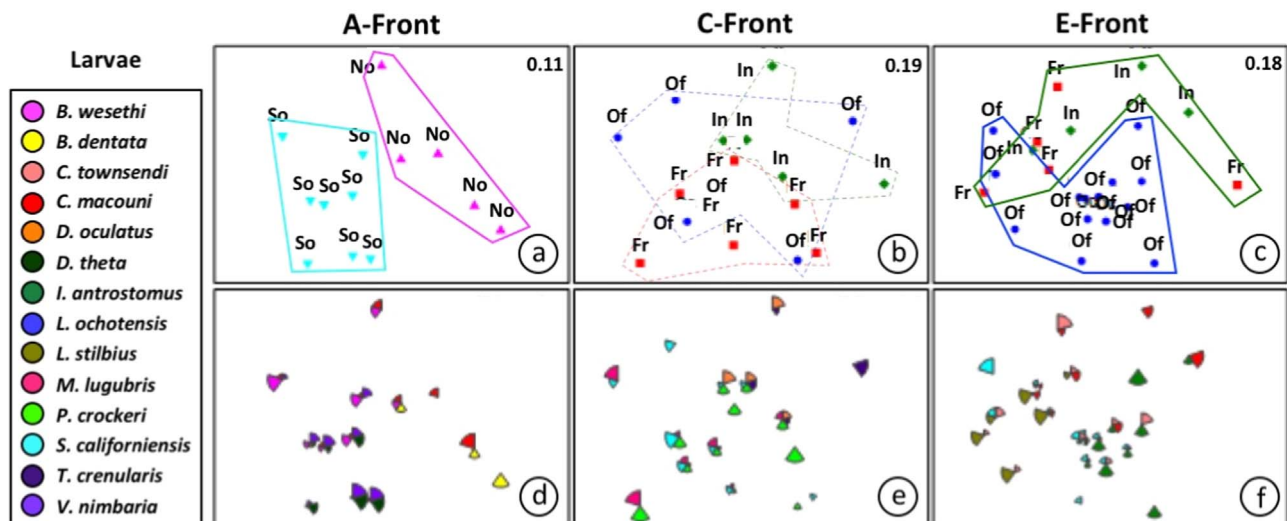 A-Front
C-Front
E-Front
Larvae
B. wesethi
B. dentata
C. townsendi
C. macouni
D. oculatus
D. theta
I. antrostomus
L. ochotensis
L. stilbius
M. lugubris
P. crockeri
S. californiensis
T. crenularis
V. nimbaria
No 0.11
So
So No No
So So So
No
No
So So So
a
In 0.19
Of Of
In In
Fr In In
Fr Of Fr
Of Fr
Fr
Fr Of Fr
b
Fr In 0.18
Of Of
Fr In
Of In Fr
Fr Fr
Of
Of Of Of Of
Of Of Of
Of Of
c
d
e
f